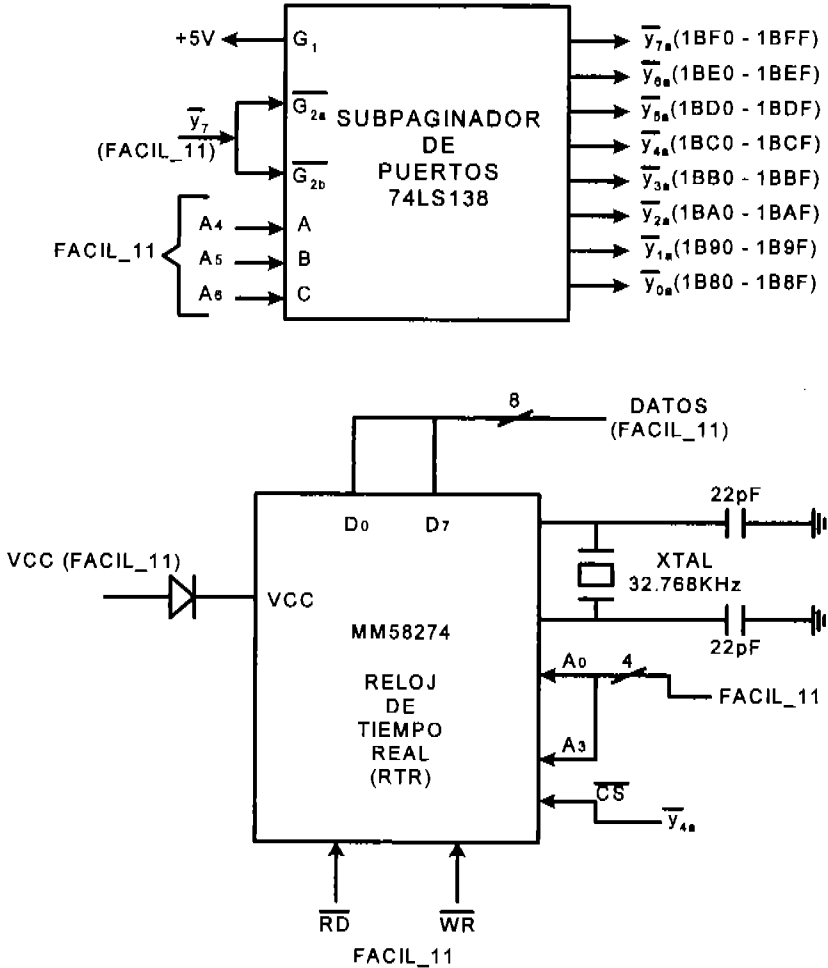 +5V
G1
y7a(1BF0 - 1BFF)
y6a(1BE0 - 1BEF)
y7
(FACIL_11)
G2a
G2b
SUBPAGINADOR
DE
PUERTOS
74LS138
y5a(1BD0 - 1BDF)
y4a(1BC0 - 1BCF)
y3a(1BB0 - 1BBF)
FACIL_11
A4
A
y2a(1BA0 - 1BAF)
A5
B
y1a(1B90 - 1B9F)
A6
C
y0a(1B80 - 1B8F)
8
DATOS
(FACIL_11)
D0
D7
22pF
VCC (FACIL_11)
VCC
XTAL
32.768KHz
MM58274
22pF
RELOJ
DE
TIEMPO
REAL
(RTR)
A0
4
FACIL_11
A3
CS
y4a
RD
WR
FACIL_11